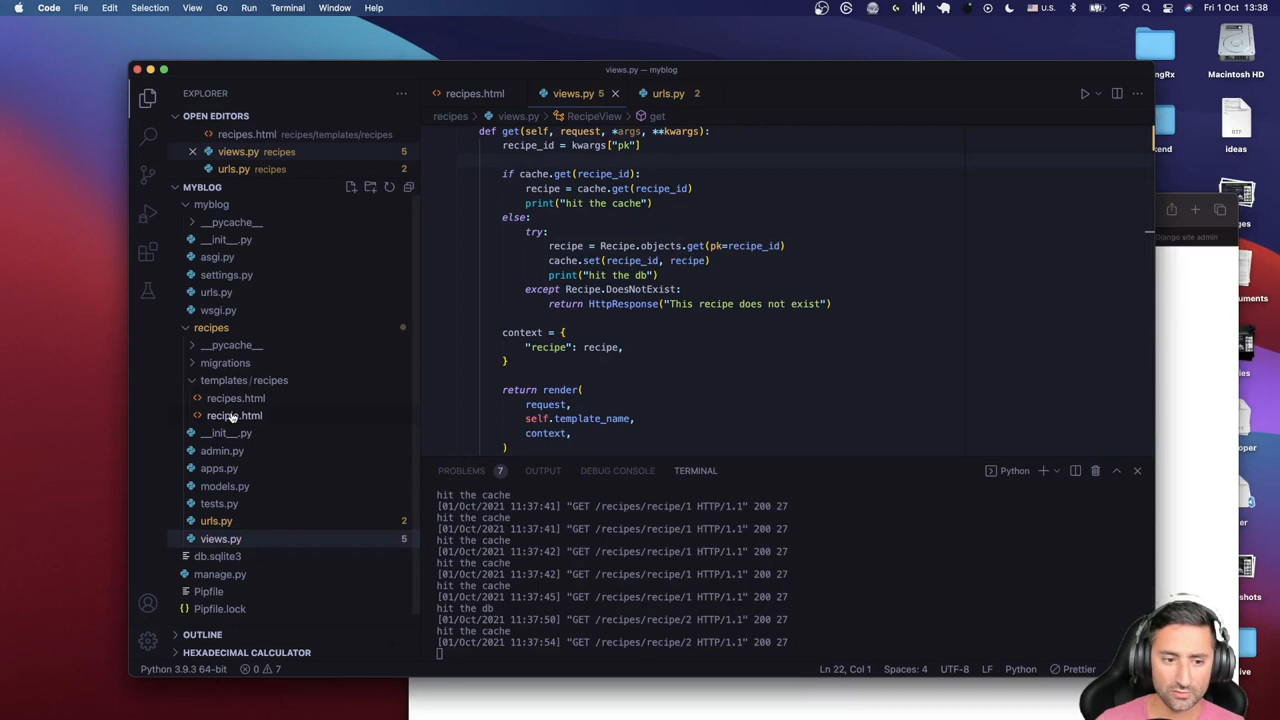 Code File Edit Selection View Go Run Terminal Window Help U.S. Fri 1 Oct 13:38
views.py — myblog
EXPLORER
recipes.html views.py 5 urls.py 2
OPEN EDITORS
recipes > views.py > RecipeView > get
recipes.html recipes/templates/recipes
views.py recipes 5
urls.py recipes 2
MYBLOG
myblog
__pycache__
__init__.py
asgi.py
settings.py
urls.py
wsgi.py
recipes
__pycache__
migrations
templates / recipes
recipes.html
recipe.html
__init__.py
admin.py
apps.py
models.py
tests.py
urls.py 2
views.py 5
db.sqlite3
manage.py
Pipfile
Pipfile.lock
OUTLINE
HEXADECIMAL CALCULATOR
def get(self, request, *args, **kwargs):
recipe_id = kwargs["pk"]
if cache.get(recipe_id):
recipe = cache.get(recipe_id)
print("hit the cache")
else:
try:
recipe = Recipe.objects.get(pk=recipe_id)
cache.set(recipe_id, recipe)
print("hit the db")
except Recipe.DoesNotExist:
return HttpResponse("This recipe does not exist")
context = {
"recipe": recipe,
}
return render(
request,
self.template_name,
context,
)
PROBLEMS 7 OUTPUT DEBUG CONSOLE TERMINAL Python
hit the cache
[01/Oct/2021 11:37:41] "GET /recipes/recipe/1 HTTP/1.1" 200 27
hit the cache
[01/Oct/2021 11:37:41] "GET /recipes/recipe/1 HTTP/1.1" 200 27
hit the cache
[01/Oct/2021 11:37:42] "GET /recipes/recipe/1 HTTP/1.1" 200 27
hit the cache
[01/Oct/2021 11:37:42] "GET /recipes/recipe/1 HTTP/1.1" 200 27
hit the cache
[01/Oct/2021 11:37:45] "GET /recipes/recipe/1 HTTP/1.1" 200 27
hit the db
[01/Oct/2021 11:37:50] "GET /recipes/recipe/2 HTTP/1.1" 200 27
hit the cache
[01/Oct/2021 11:37:54] "GET /recipes/recipe/2 HTTP/1.1" 200 27
Python 3.9.3 64-bit 0 7 Ln 22, Col 1 Spaces: 4 UTF-8 LF Python Prettier
Macintosh HD
RTF
ideas
Django site admin